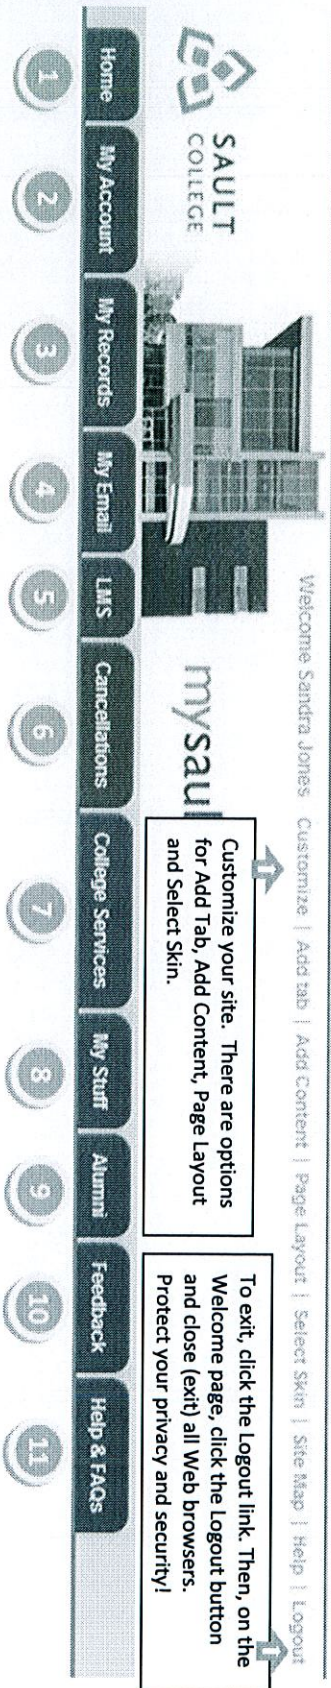 Welcome Sandra Jones Customize | Add tab | Add Content | Page Layout | Select Skin | Site Map | Help | Logout
SAULT
COLLEGE
mysaul
Customize your site. There are options
for Add Tab, Add Content, Page Layout
and Select Skin.
To exit, click the Logout link. Then, on the
Welcome page, click the Logout button
and close (exit) all Web browsers.
Protect your privacy and security!
Home My Account My Records My Email LMS Cancellations College Services My Stuff Alumni Feedback Help & FAQs
1 2 3 4 5 6 7 8 9 10 11